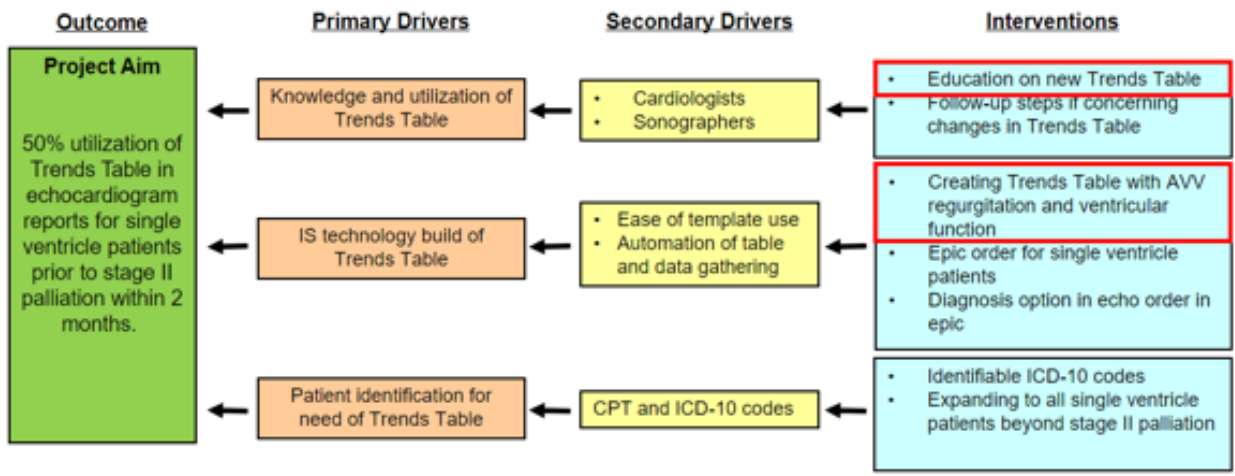 Outcome
Primary Drivers
Secondary Drivers
Interventions
Project Aim
50% utilization of
Trends Table in
echocardiogram
reports for single
ventricle patients
prior to stage II
palliation within 2
months.
Knowledge and utilization of
Trends Table
• Cardiologists
• Sonographers
• Education on new Trends Table
• Follow-up steps if concerning
changes in Trends Table
IS technology build of
Trends Table
• Ease of template use
• Automation of table
and data gathering
• Creating Trends Table with AVV
regurgitation and ventricular
function
• Epic order for single ventricle
patients
• Diagnosis option in echo order in
epic
Patient identification for
need of Trends Table
CPT and ICD-10 codes
• Identifiable ICD-10 codes
• Expanding to all single ventricle
patients beyond stage II palliation